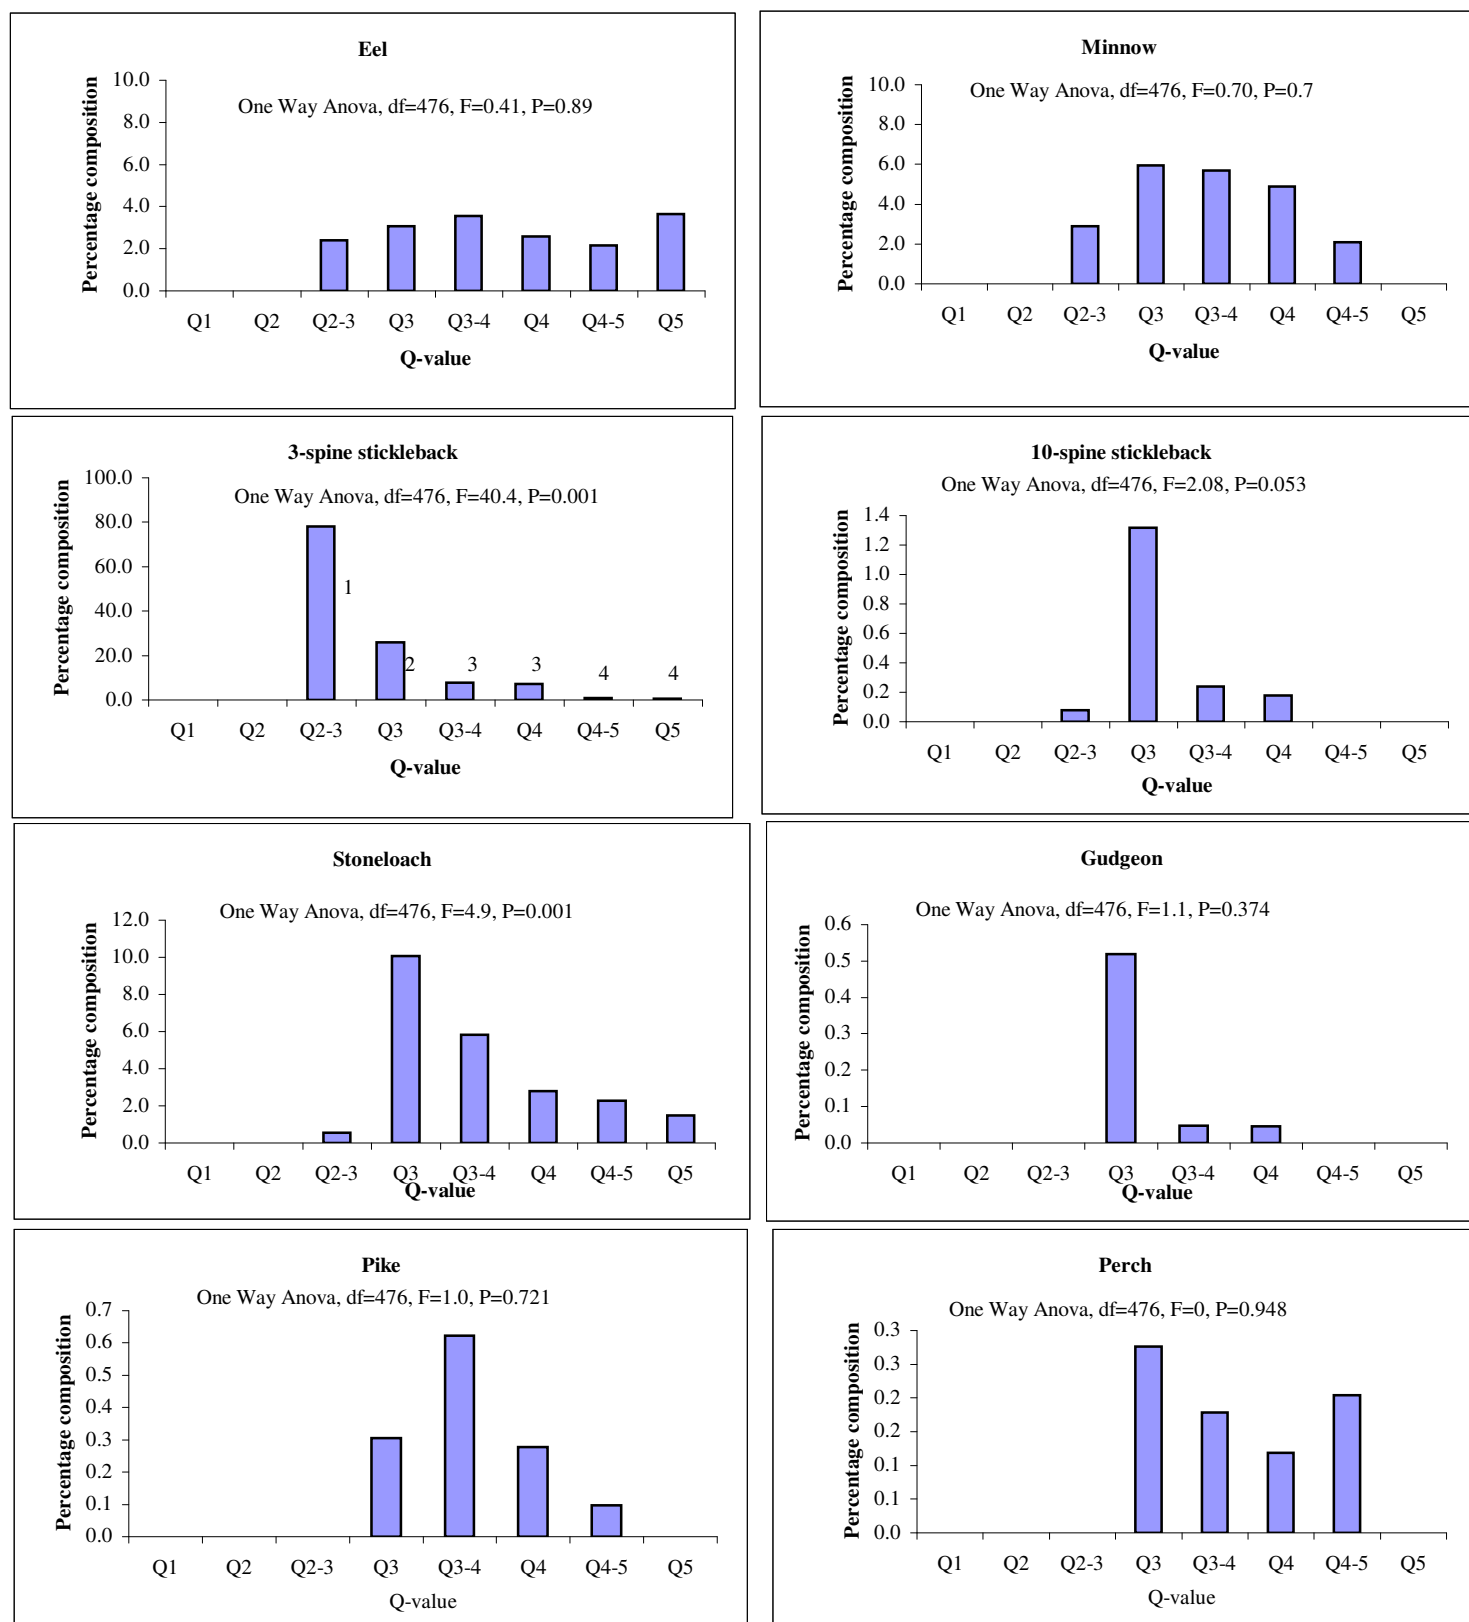 Eel
One Way Anova, df=476, F=0.41, P=0.89
Percentage composition
10.0
8.0
6.0
4.0
2.0
0.0
Q1 Q2 Q2-3 Q3 Q3-4 Q4 Q4-5 Q5
Q-value
Minnow
One Way Anova, df=476, F=0.70, P=0.7
Percentage composition
10.0
8.0
6.0
4.0
2.0
0.0
Q1 Q2 Q2-3 Q3 Q3-4 Q4 Q4-5 Q5
Q-value
3-spine stickleback
One Way Anova, df=476, F=40.4, P=0.001
Percentage composition
100.0
80.0
60.0
40.0
20.0
0.0
1 2 3 3 4 4
Q1 Q2 Q2-3 Q3 Q3-4 Q4 Q4-5 Q5
Q-value
10-spine stickleback
One Way Anova, df=476, F=2.08, P=0.053
Percentage composition
1.4
1.2
1.0
0.8
0.6
0.4
0.2
0.0
Q1 Q2 Q2-3 Q3 Q3-4 Q4 Q4-5 Q5
Q-value
Stoneloach
One Way Anova, df=476, F=4.9, P=0.001
Percentage composition
12.0
10.0
8.0
6.0
4.0
2.0
0.0
Q1 Q2 Q2-3 Q3 Q3-4 Q4 Q4-5 Q5
Q-value
Gudgeon
One Way Anova, df=476, F=1.1, P=0.374
Percentage composition
0.6
0.5
0.4
0.3
0.2
0.1
0.0
Q1 Q2 Q2-3 Q3 Q3-4 Q4 Q4-5 Q5
Q-value
Pike
One Way Anova, df=476, F=1.0, P=0.721
Percentage composition
0.7
0.6
0.5
0.4
0.3
0.2
0.1
0.0
Q1 Q2 Q2-3 Q3 Q3-4 Q4 Q4-5 Q5
Q-value
Perch
One Way Anova, df=476, F=0, P=0.948
Percentage composition
0.3
0.3
0.2
0.2
0.1
0.1
0.0
Q1 Q2 Q2-3 Q3 Q3-4 Q4 Q4-5 Q5
Q-value